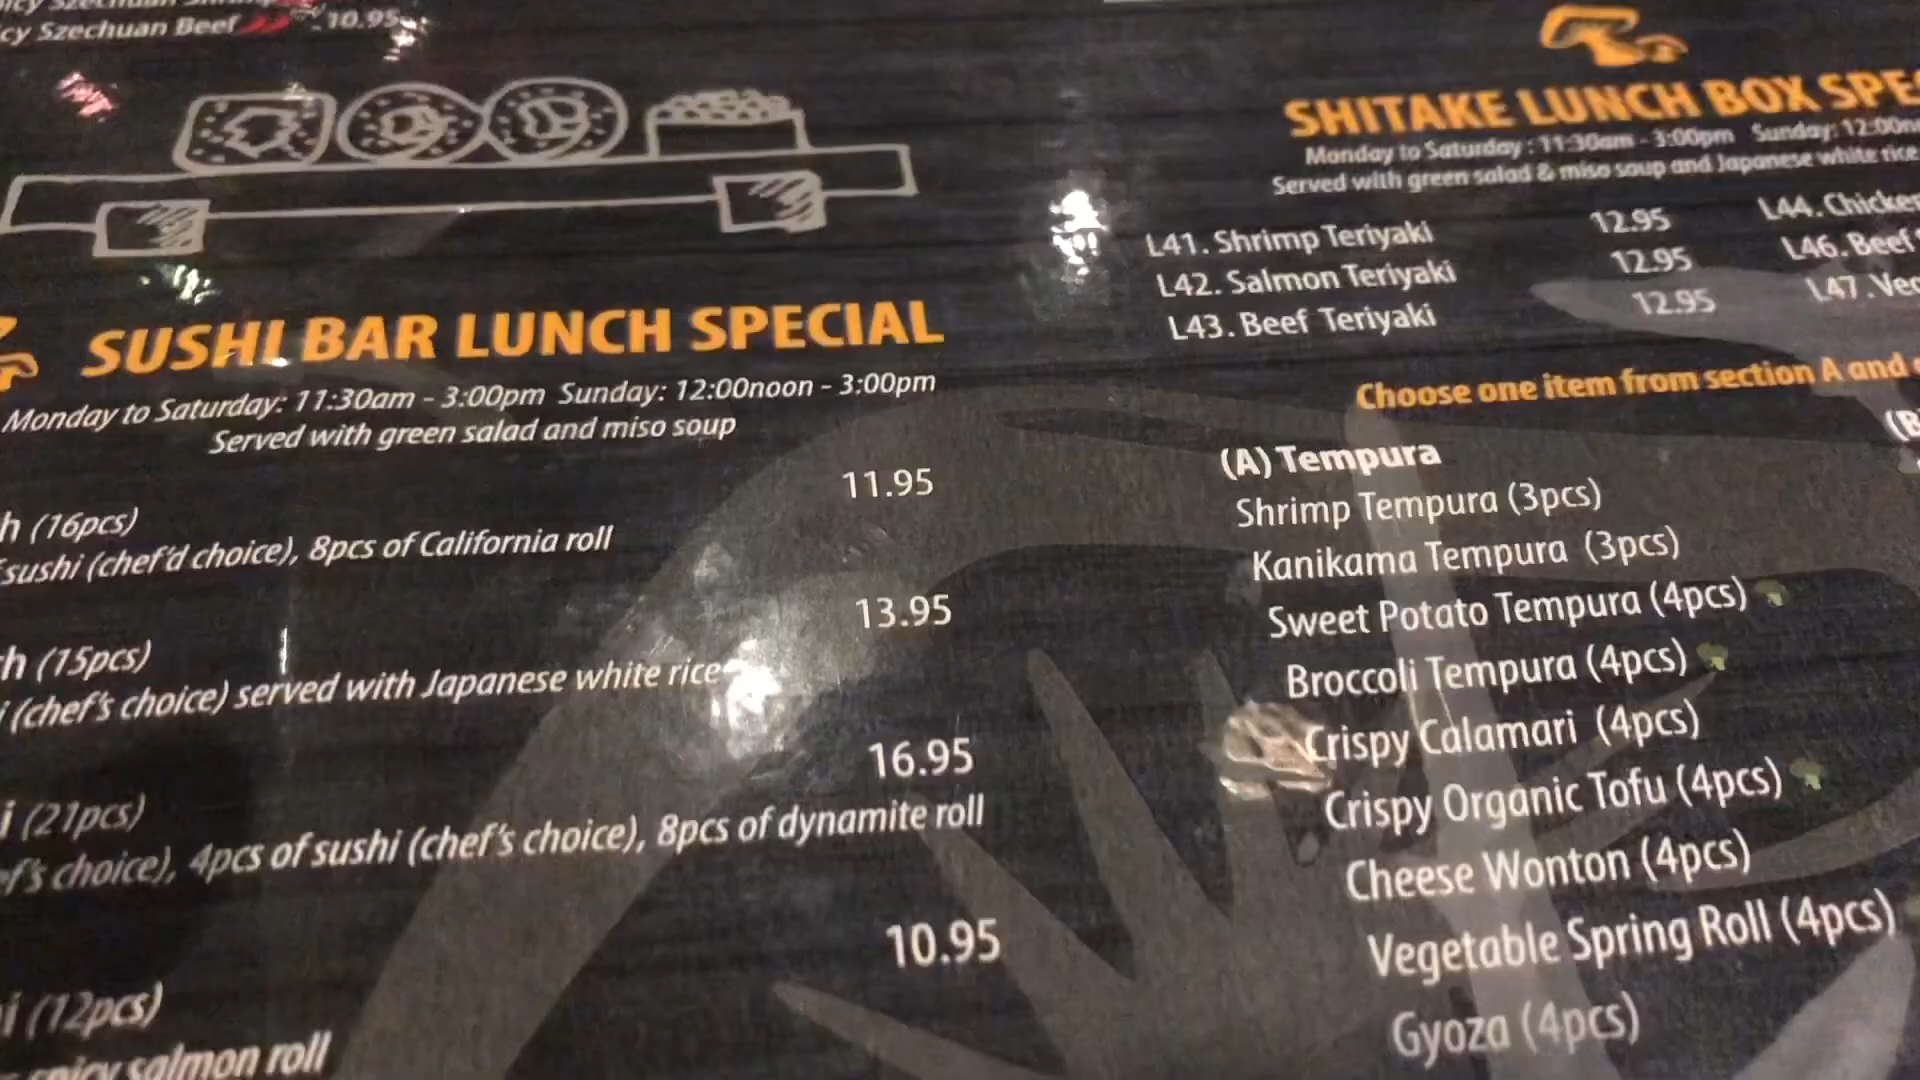 cy Szechuan Beef 10.95
SUSHI BAR LUNCH SPECIAL
Monday to Saturday: 11:30am - 3:00pm Sunday: 12:00noon - 3:00pm
Served with green salad and miso soup
11.95
h (16pcs)
sushi (chef'd choice), 8pcs of California roll
13.95
h (15pcs)
i (chef's choice) served with Japanese white rice
16.95
i (21pcs)
ef's choice), 4pcs of sushi (chef's choice), 8pcs of dynamite roll
10.95
i (12pcs)
spicy salmon roll
SHITAKE LUNCH BOX SPE
Monday to Saturday : 11:30am - 3:00pm Sunday: 12:00n
Served with green salad & miso soup and Japanese white rice
L41. Shrimp Teriyaki 12.95 L44. Chicken
L42. Salmon Teriyaki 12.95 L46. Beef
L43. Beef Teriyaki 12.95 L47. Veg
Choose one item from section A and
(A) Tempura (B
Shrimp Tempura (3pcs)
Kanikama Tempura (3pcs)
Sweet Potato Tempura (4pcs)
Broccoli Tempura (4pcs)
Crispy Calamari (4pcs)
Crispy Organic Tofu (4pcs)
Cheese Wonton (4pcs)
Vegetable Spring Roll (4pcs)
Gyoza (4pcs)